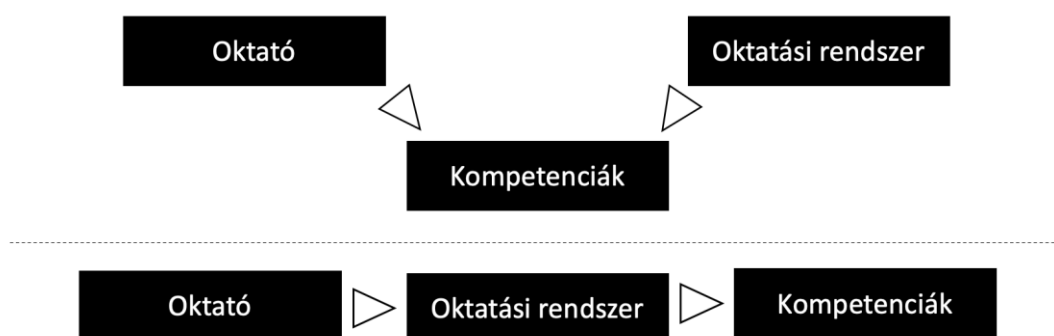 Oktató
Oktatási rendszer
Kompetenciák
Oktató
Oktatási rendszer
Kompetenciák